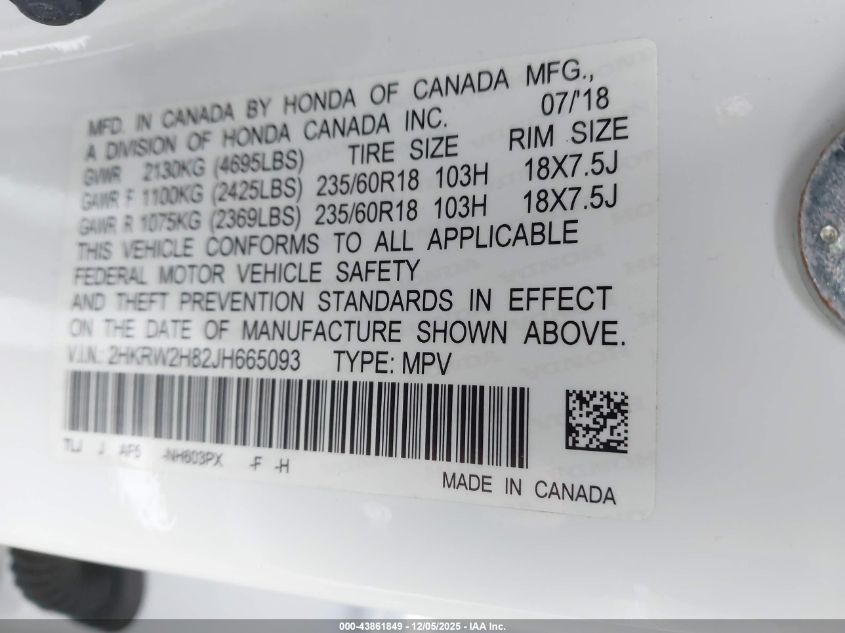 MFD. IN CANADA BY HONDA OF CANADA MFG.,
A DIVISION OF HONDA CANADA INC. 07/'18
GVWR 2130KG (4695LBS) TIRE SIZE RIM SIZE
GAWR F 1100KG (2425LBS) 235/60R18 103H 18X7.5J
GAWR R 1075KG (2369LBS) 235/60R18 103H 18X7.5J
THIS VEHICLE CONFORMS TO ALL APPLICABLE
FEDERAL MOTOR VEHICLE SAFETY
AND THEFT PREVENTION STANDARDS IN EFFECT
ON THE DATE OF MANUFACTURE SHOWN ABOVE.
V.I.N.: 2HKRW2H82JH665093 TYPE: MPV
TLJ J AF5 -NH603PX -F -H
MADE IN CANADA
000-43861849 - 12/05/2025 - IAA Inc.